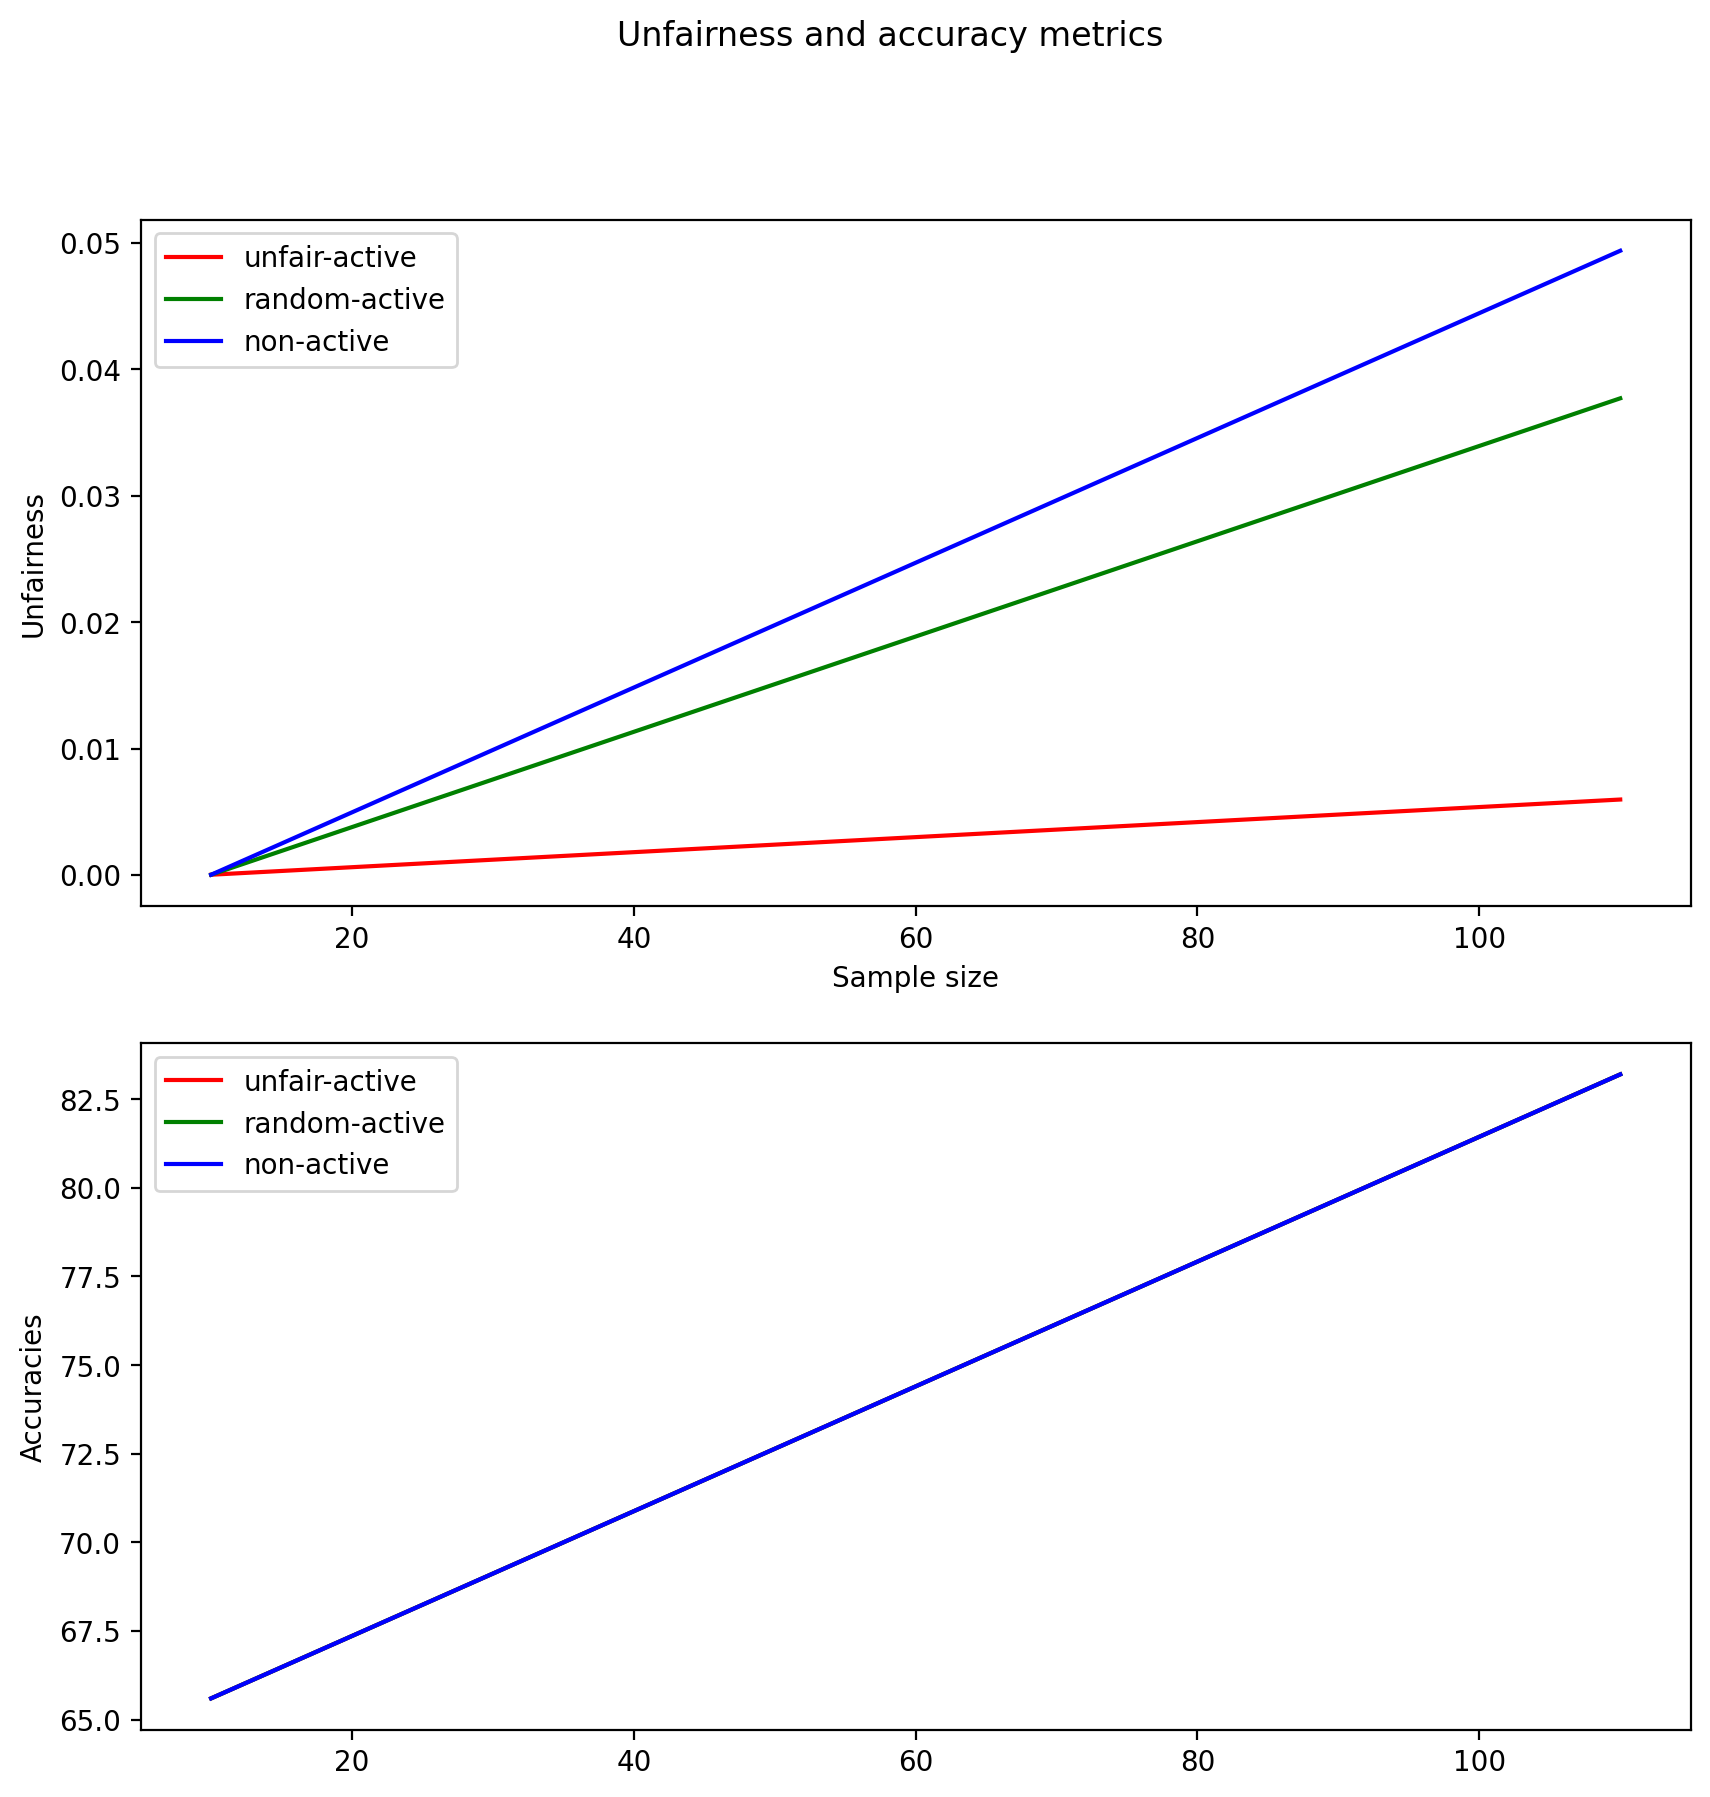 Unfairness and accuracy metrics
unfair-active
random-active
non-active
0.05
0.04
0.03
0.02
0.01
0.00
Unfairness
20 40 60 80 100
Sample size
unfair-active
random-active
non-active
82.5
80.0
77.5
75.0
72.5
70.0
67.5
65.0
Accuracies
20 40 60 80 100